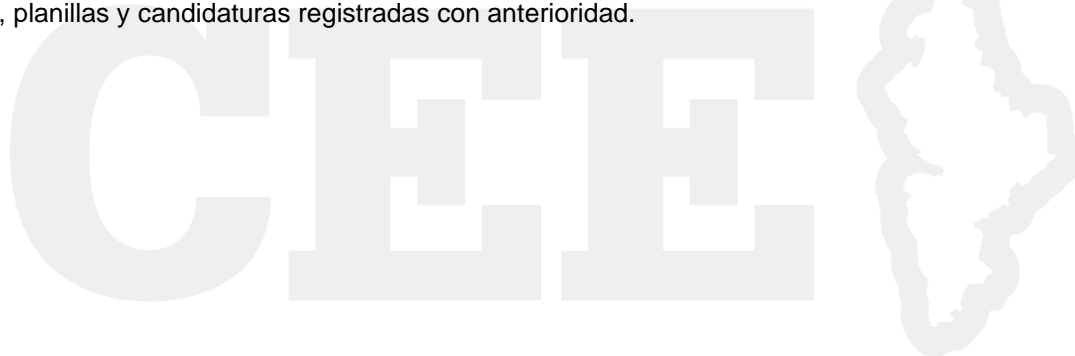 , planillas y candidaturas registradas con anterioridad.
CEE